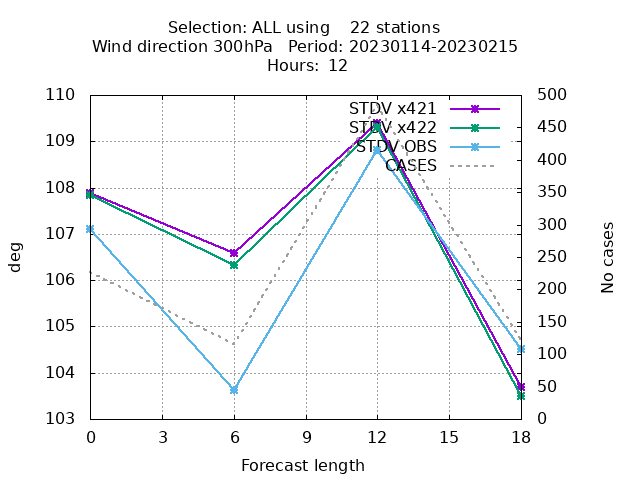 Selection: ALL using    22 stations
Wind direction 300hPa   Period: 20230114-20230215
Hours: 12
110
109
108
107
106
105
104
103
500
450
400
350
300
250
200
150
100
50
0
STDV x421
STDV x422
STDV OBS
CASES
deg
No cases
0 3 6 9 12 15 18
Forecast length